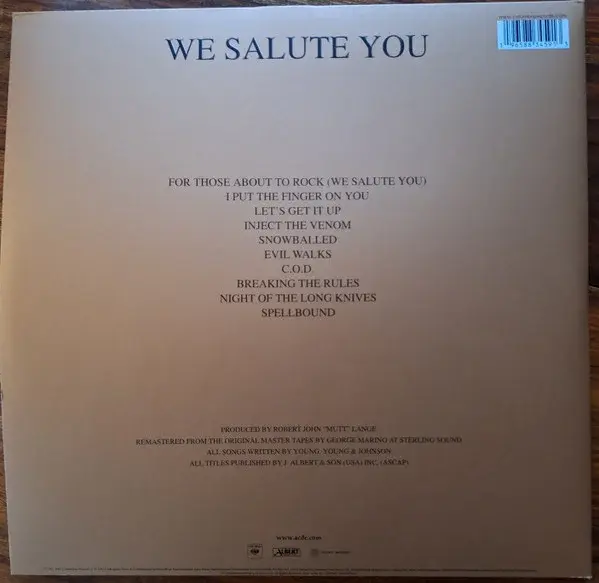 WE SALUTE YOU
FOR THOSE ABOUT TO ROCK (WE SALUTE YOU)
I PUT THE FINGER ON YOU
LET'S GET IT UP
INJECT THE VENOM
SNOWBALLED
EVIL WALKS
C.O.D
BREAKING THE RULES
NIGHT OF THE LONG KNIVES
SPELLBOUND
PRODUCED BY ROBERT JOHN "MUTT" LANGE
REMASTERED FROM THE ORIGINAL MASTER TAPES BY GEORGE MARINO AT STERLING SOUND
ALL SONGS WRITTEN BY YOUNG, YOUNG & JOHNSON
ALL TITLES PUBLISHED BY J. ALBERT & SON (USA) INC, (ASCAP)
www.acdc.com
ALBERT